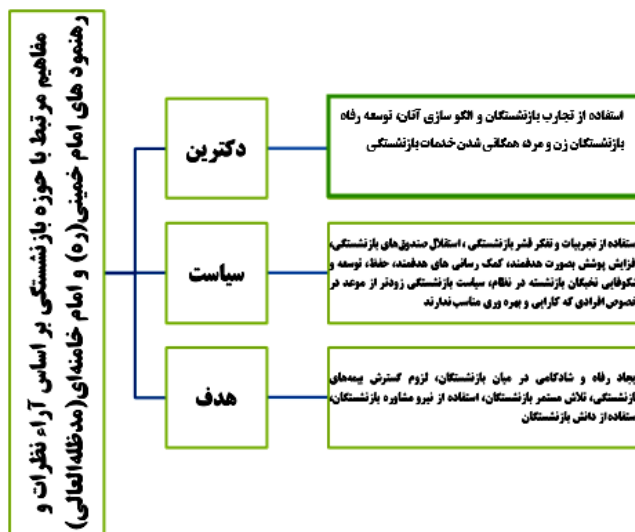 مفاهیم مرتبط با حوزه بازنشستگی بر اساس آراء نظرات و
رهنمود های امام خمینی(ره) و امام خامنه‌ای(مدظله‌العالی)
دکترین
استفاده از تجارب بازنشستگان و الگو سازی آنان، توسعه رفاه
بازنشستگان زن و مرد، همگانی شدن خدمات بازنشستگی
سیاست
ستفاده از تجربیات و تفکر قشر بازنشستگی ، استقلال صندوق‌های بازنشستگی،
فزایش پوشش بصورت هدفمند، کمک رسانی های هدفمند، حفظ، توسعه و
شکوفایی نخبگان بازنشسته در نظام، سیاست بازنشستگی زودتر از موعد در
خصوص افرادی که کارایی و بهره وری مناسب ندارند
هدف
یجاد رفاه و شادکامی در میان بازنشستگان، لزوم گسترش بیمه‌های
ازنشستگی، تلاش مستمر بازنشستگان، استفاده از نیرو مشاوره بازنشستگان،
ستفاده از دانش بازنشستگان